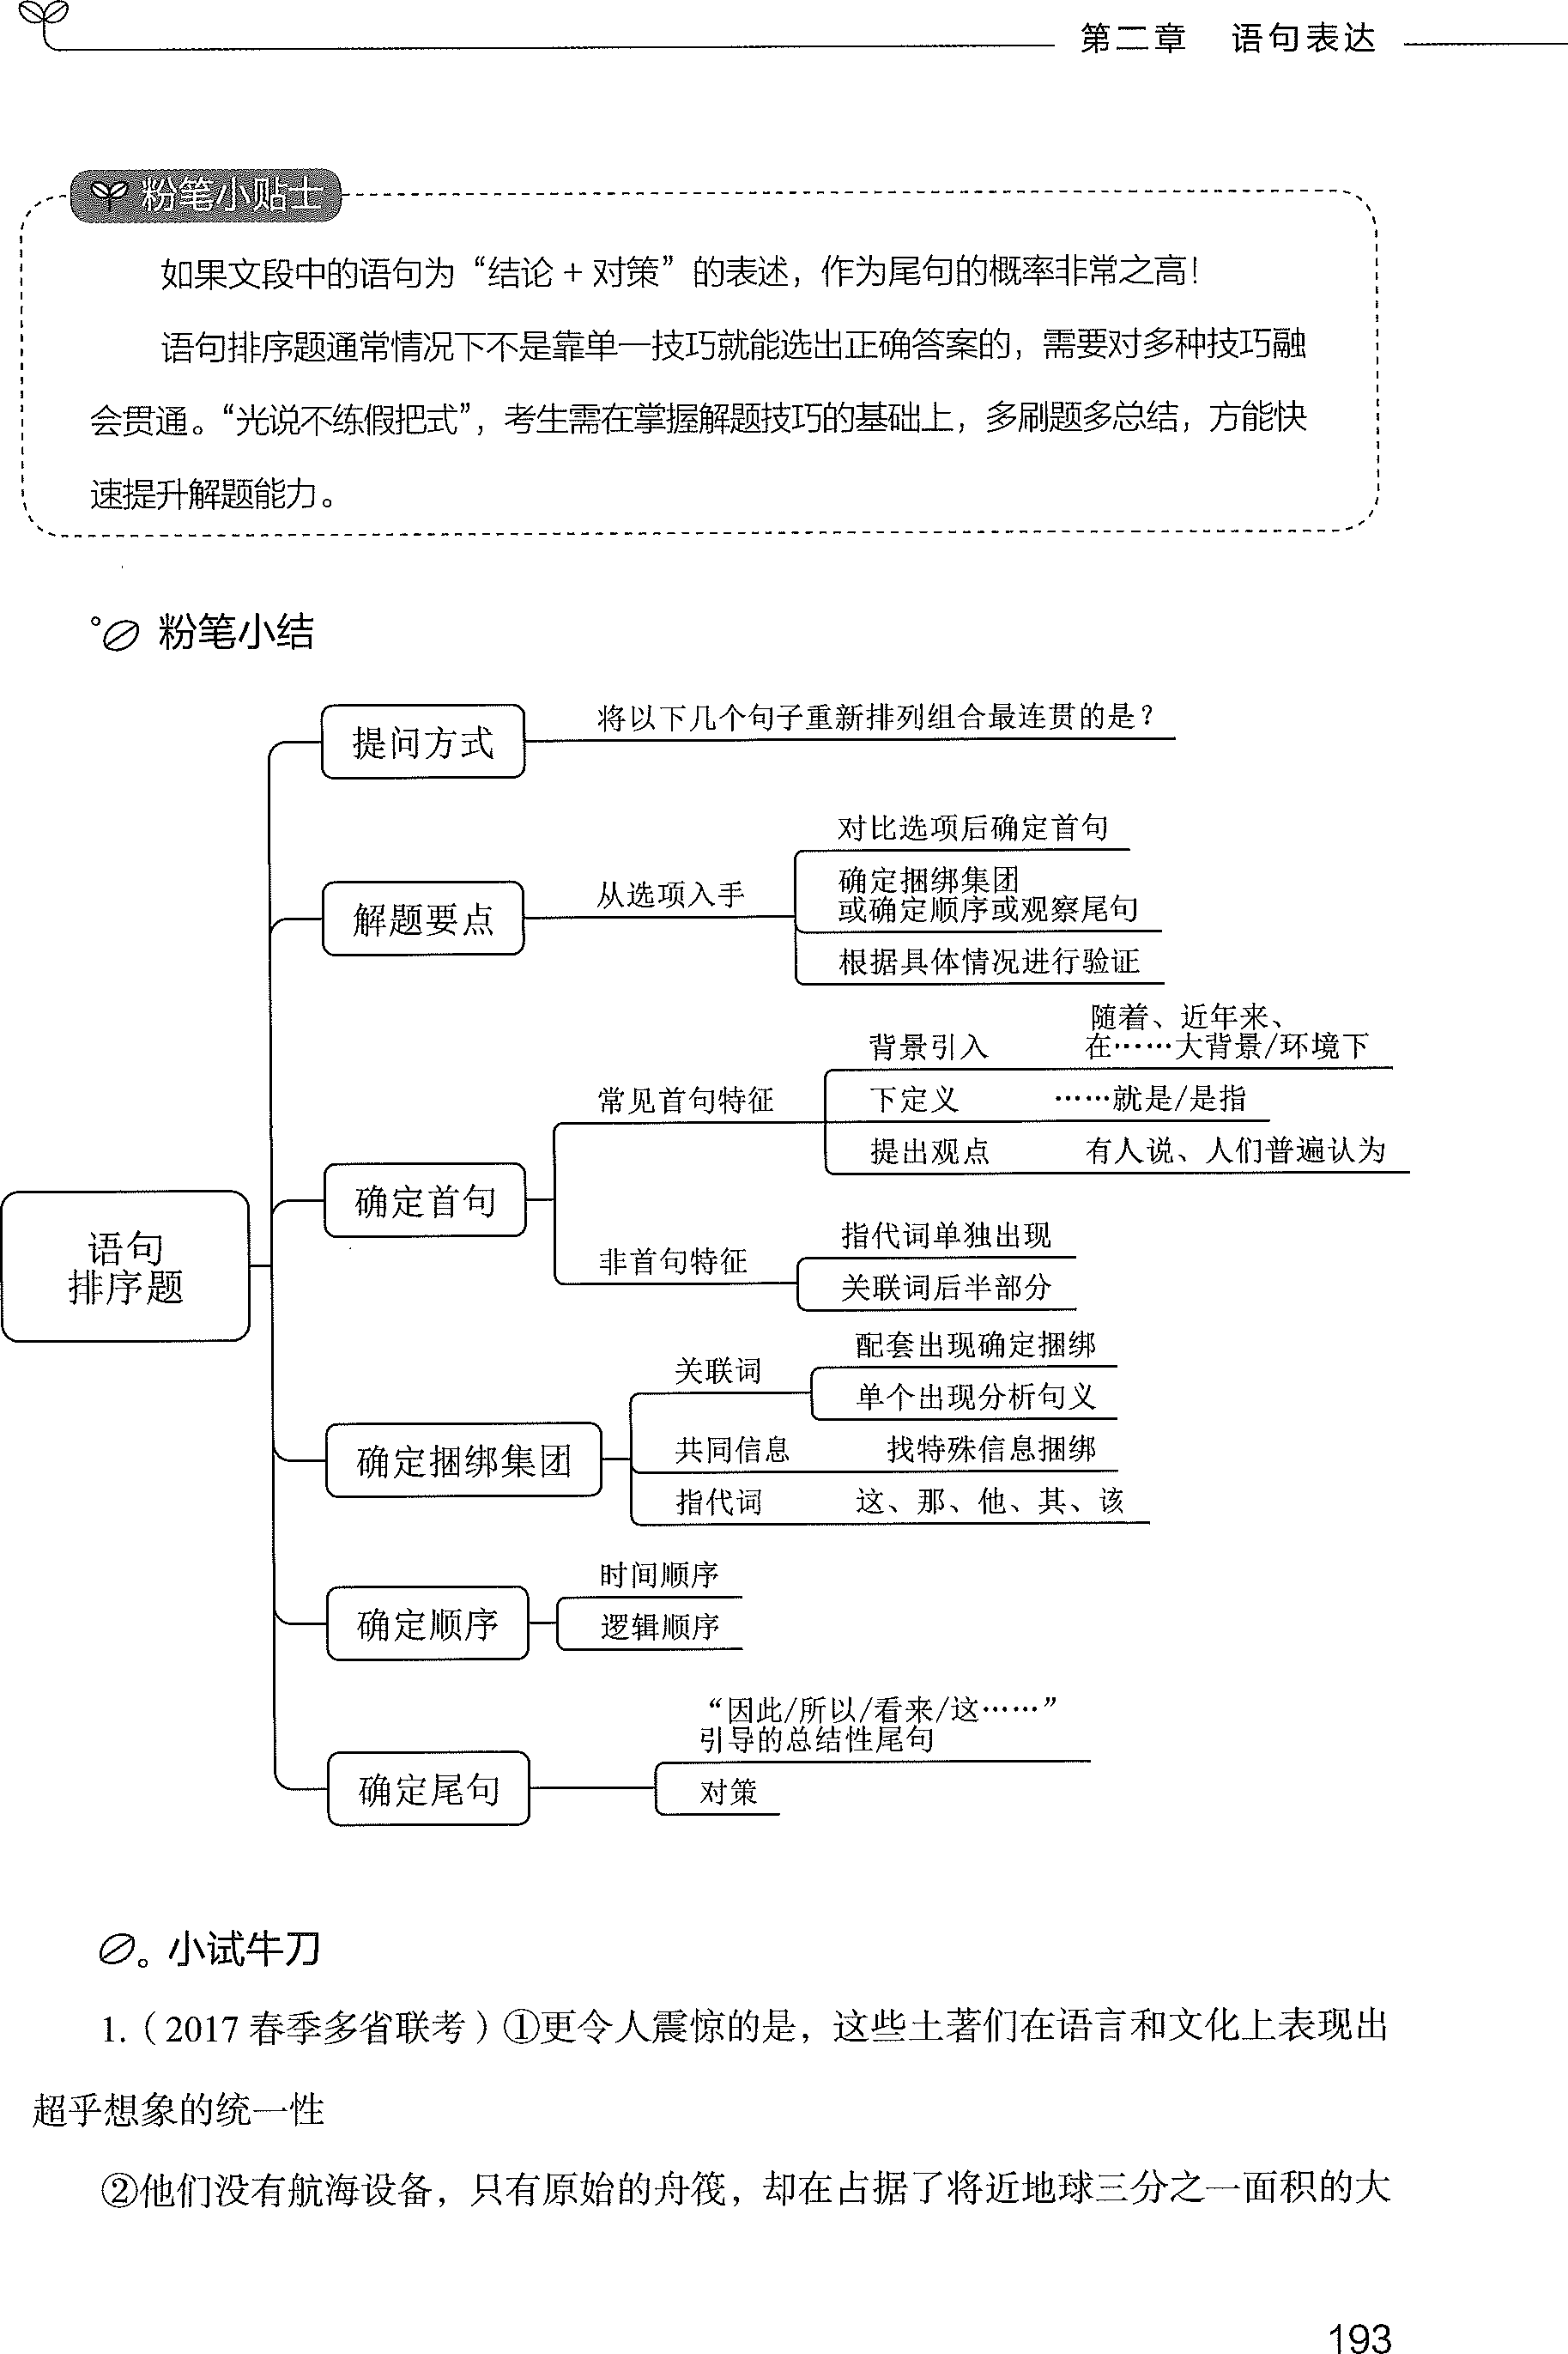 第二章 语句表达
粉笔小贴士
如果文段中的语句为“结论 + 对策”的表述，作为尾句的概率非常之高！
语句排序题通常情况下不是靠单一技巧就能选出正确答案的，需要对多种技巧融
会贯通。“光说不练假把式”，考生需在掌握解题技巧的基础上，多刷题多总结，方能快
速提升解题能力。
粉笔小结
语句
排序题
提问方式
将以下几个句子重新排列组合最连贯的是？
解题要点
从选项入手
对比选项后确定首句
确定捆绑集团
或确定顺序或观察尾句
根据具体情况进行验证
确定首句
常见首句特征
背景引入
随着、近年来、
在……大背景/环境下
下定义
……就是/是指
提出观点
有人说、人们普遍认为
非首句特征
指代词单独出现
关联词后半部分
确定捆绑集团
关联词
配套出现确定捆绑
单个出现分析句义
共同信息
找特殊信息捆绑
指代词
这、那、他、其、该
确定顺序
时间顺序
逻辑顺序
确定尾句
“因此/所以/看来/这……”
引导的总结性尾句
对策
小试牛刀
1.（2017 春季多省联考）①更令人震惊的是，这些土著们在语言和文化上表现出
超乎想象的统一性
②他们没有航海设备，只有原始的舟筏，却在占据了将近地球三分之一面积的大
193